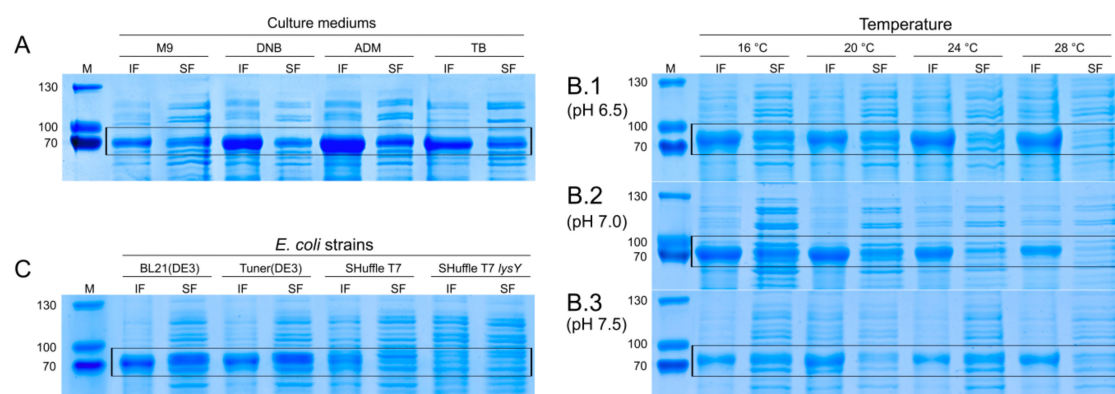 Culture mediums
A
M9 DNB ADM TB
M IF SF IF SF IF SF IF SF
130
100
70
E. coli strains
C
BL21(DE3) Tuner(DE3) SHuffle T7 SHuffle T7 lysY
M IF SF IF SF IF SF IF SF
130
100
70
Temperature
16 °C 20 °C 24 °C 28 °C
M IF SF IF SF IF SF IF SF
B.1
(pH 6.5)
130
100
70
B.2
(pH 7.0)
130
100
70
B.3
(pH 7.5)
130
100
70